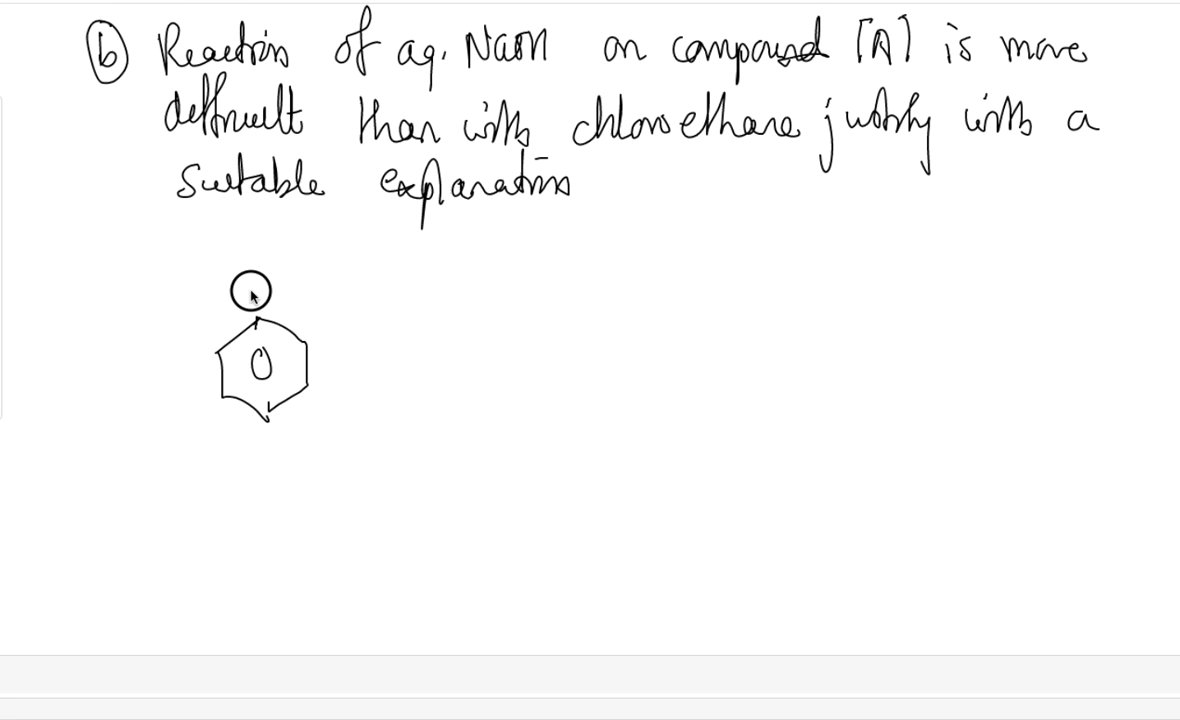 (b) Reaction of aq. NaOH on compound [A] is more
difficult than with chloroethane justify with a
suitable explanation